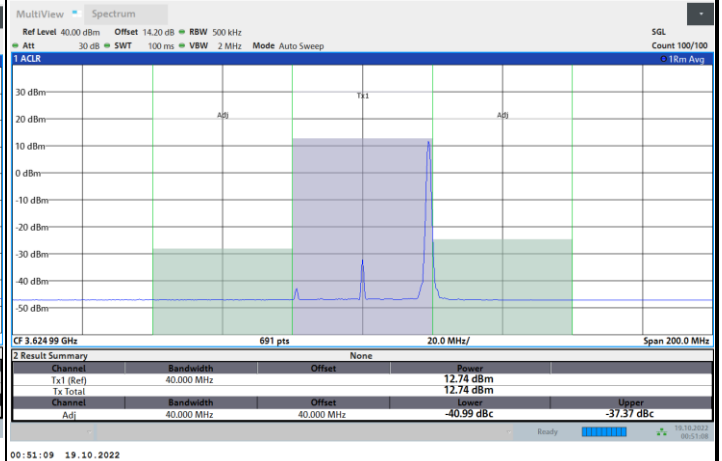 MultiView Spectrum
Ref Level 40.00 dBm Offset 14.20 dB RBW 500 kHz SGL
Att 30 dB SWT 100 ms VBW 2 MHz Mode Auto Sweep Count 100/100
1 ACLR 1Rm Avg
30 dBm
Tx1
20 dBm
Adj Adj
10 dBm
0 dBm
-10 dBm
-20 dBm
-30 dBm
-40 dBm
-50 dBm
CF 3.624 99 GHz 691 pts 20.0 MHz/ Span 200.0 MHz
2 Result Summary None
Channel Bandwidth Offset Power
Tx1 (Ref) 40.000 MHz 12.74 dBm
Tx Total 12.74 dBm
Channel Bandwidth Offset Lower Upper
Adj 40.000 MHz 40.000 MHz -40.99 dBc -37.37 dBc
Ready 19.10.2022
00:51:08
00:51:09 19.10.2022